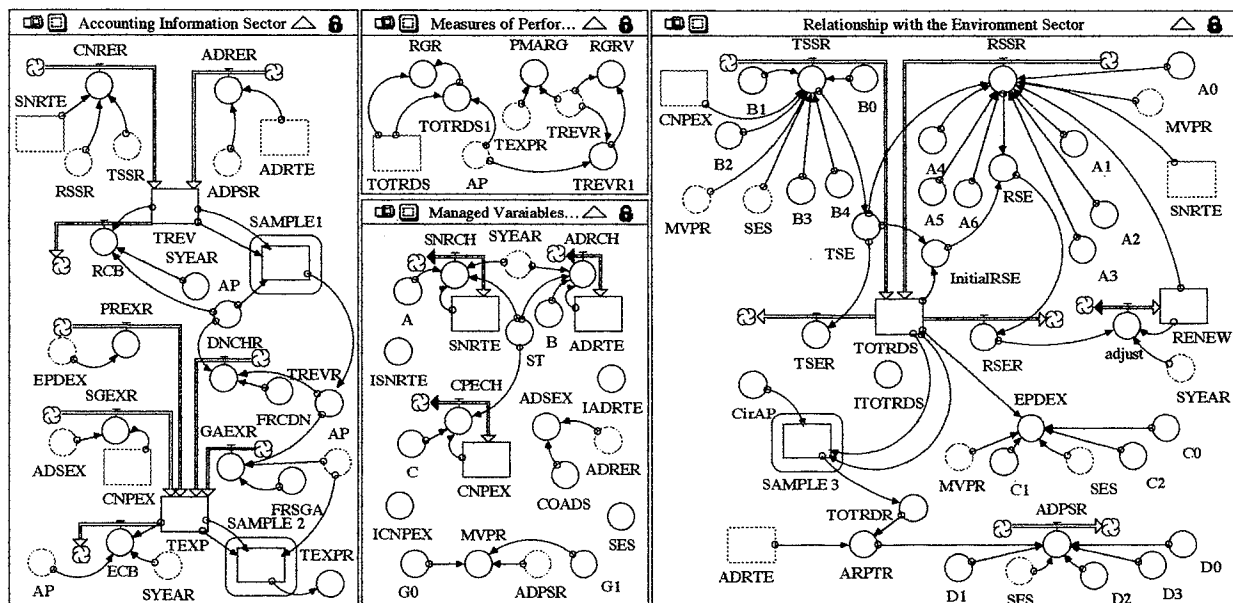 Accounting Information Sector
CNRER
ADRER
SNRTE
TSSR
RSSR
ADPSR
ADRTE
SAMPLE1
TREV
SYEAR
RCB
AP
PREXR
DNCHR
EPDEX
TREVR
SGEXR
FRCDN
GAEXR
AP
ADSEX
CNPEX
FRSGA
SAMPLE 2
TEXP
TEXPR
ECB
AP
SYEAR
Measures of Perfor...
RGR
PMARG
RGRV
TOTRDS1
TEXPR
TREVR
TOTRDS
AP
TREVR1
Managed Varaiables...
SNRCH
SYEAR
ADRCH
A
B
SNRTE
ST
ADRTE
ISNRTE
CPECH
ADSEX
IADRTE
C
CNPEX
COADS
ADRER
ICNPEX
MVPR
SES
G0
ADPSR
G1
Relationship with the Environment Sector
TSSR
RSSR
A0
CNPEX
B1
B0
MVPR
B2
A4
A1
RSE
MVPR
SES
B3
B4
A5
A6
A2
SNRTE
TSE
A3
InitialRSE
TSER
TOTRDS
RSER
adjust
RENEW
CirAP
ITOTRDS
EPDEX
SYEAR
C0
SAMPLE 3
MVPR
C1
SES
C2
TOTRDR
ADPSR
ADRTE
ARPTR
D0
D1
SES
D2
D3